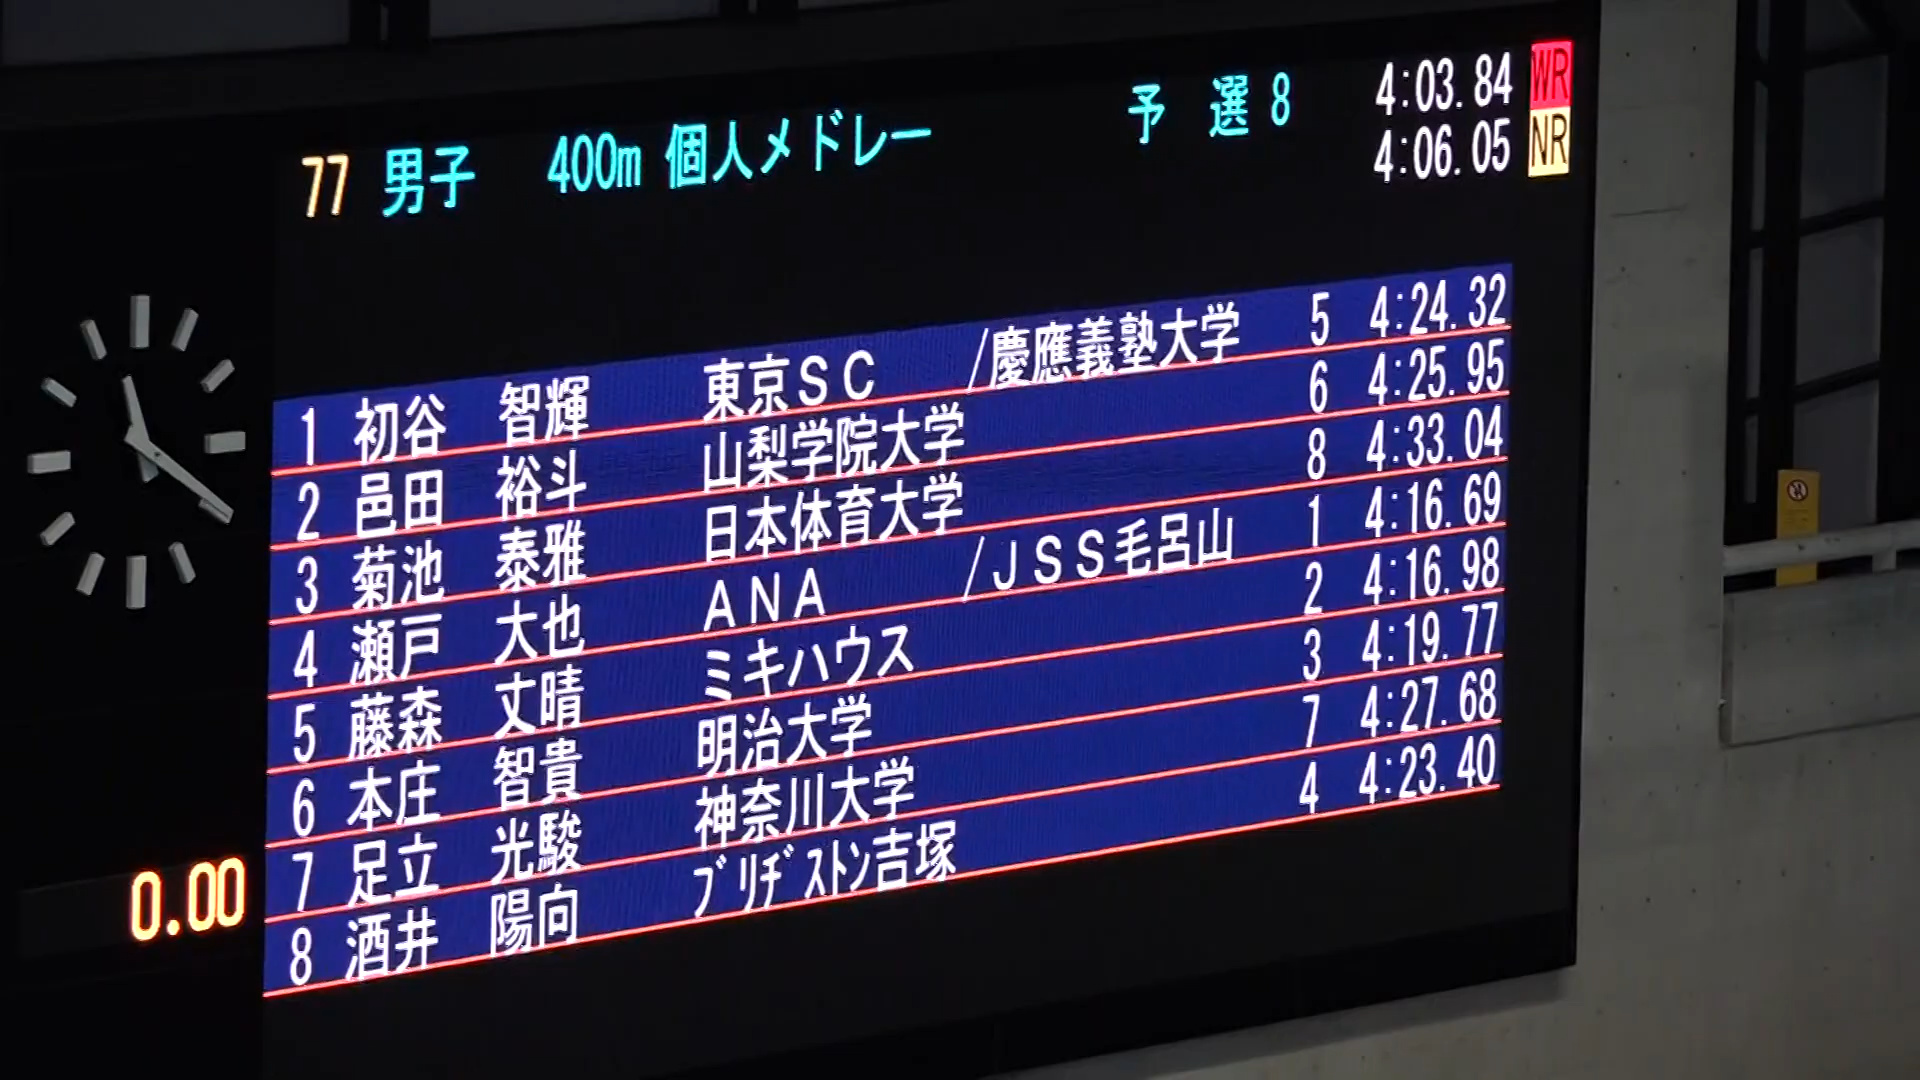 77 男子 400m 個人メドレー 予 選 8 4:03.84 WR
4:06.05 NR
1 初谷 智輝 東京ＳＣ /慶應義塾大学 5 4:24.32
2 邑田 裕斗 山梨学院大学 6 4:25.95
3 菊池 泰雅 日本体育大学 8 4:33.04
4 瀬戸 大也 ＡＮＡ /ＪＳＳ毛呂山 1 4:16.69
5 藤森 丈晴 ミキハウス 2 4:16.98
6 本庄 智貴 明治大学 3 4:19.77
7 足立 光駿 神奈川大学 7 4:27.68
8 酒井 陽向 ﾌﾞﾘﾁﾞｽﾄﾝ吉塚 4 4:23.40
0.00